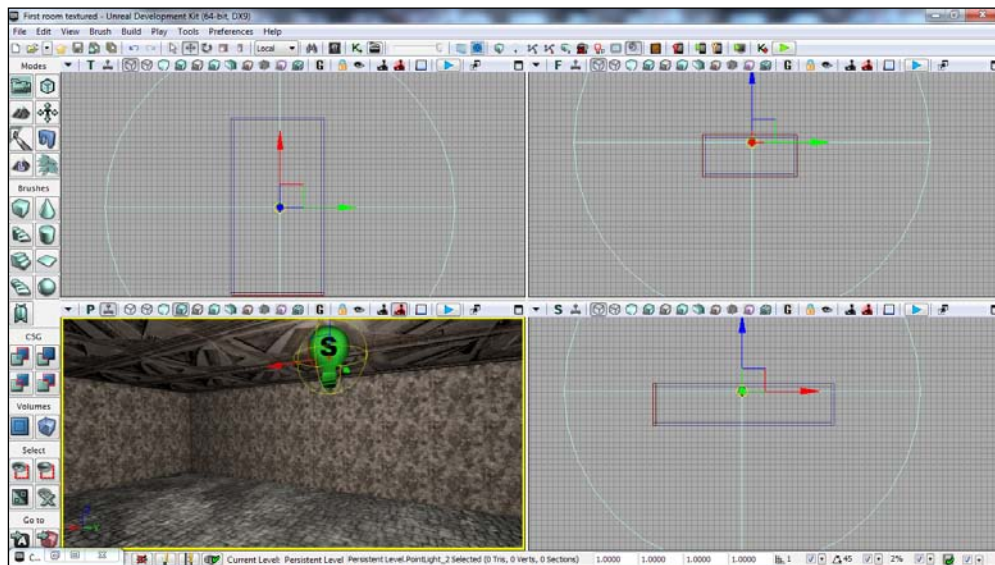 First room textured - Unreal Development Kit (64-bit, DX9)
File Edit View Brush Build Play Tools Preferences Help
Local
Modes
T G
F G
Brushes
P G
S G
S
CSG
Volumes
Select
Go to
A
C...
Current Level: Persistent Level Persistent Level.PointLight_2 Selected (0 Tris, 0 Verts, 0 Sections) 1.0000 1.0000 1.0000 1.0000 1 45 2%